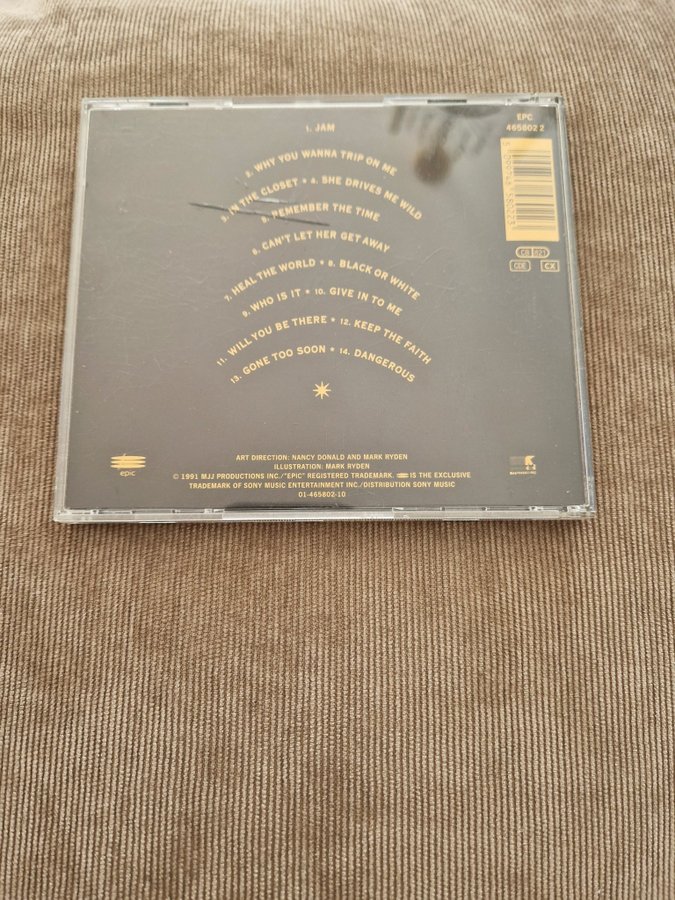 1. JAM
2. WHY YOU WANNA TRIP ON ME
3. IN THE CLOSET * 4. SHE DRIVES ME WILD
5. REMEMBER THE TIME
6. CAN'T LET HER GET AWAY
7. HEAL THE WORLD * 8. BLACK OR WHITE
9. WHO IS IT * 10. GIVE IN TO ME
11. WILL YOU BE THERE * 12. KEEP THE FAITH
13. GONE TOO SOON * 14. DANGEROUS
EPC
465802 2
CB 821
CDE CX
epic
ART DIRECTION: NANCY DONALD AND MARK RYDEN
ILLUSTRATION: MARK RYDEN
© 1991 MJJ PRODUCTIONS INC./"EPIC" REGISTERED TRADEMARK. IS THE EXCLUSIVE
TRADEMARK OF SONY MUSIC ENTERTAINMENT INC./DISTRIBUTION SONY MUSIC
01-465802-10